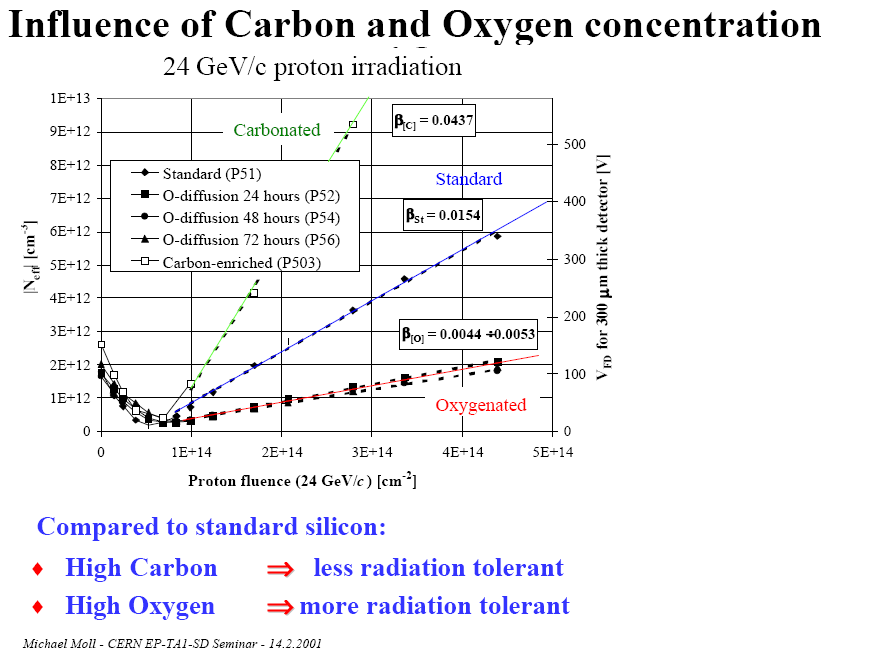 Influence of Carbon and Oxygen concentration
24 GeV/c proton irradiation
1E+13
9E+12
8E+12
7E+12
6E+12
5E+12
4E+12
3E+12
2E+12
1E+12
0
|Neff| [cm-3]
Carbonated
β[C] = 0.0437
Standard (P51)
O-diffusion 24 hours (P52)
O-diffusion 48 hours (P54)
O-diffusion 72 hours (P56)
Carbon-enriched (P503)
Standard
βSt = 0.0154
β[O] = 0.0044 ÷0.0053
Oxygenated
500
400
300
200
100
0
VFD for 300 μm thick detector [V]
0
1E+14
2E+14
3E+14
4E+14
5E+14
Proton fluence (24 GeV/c ) [cm-2]
Compared to standard silicon:
♦ High Carbon ⇒ less radiation tolerant
♦ High Oxygen ⇒ more radiation tolerant
Michael Moll - CERN EP-TA1-SD Seminar - 14.2.2001